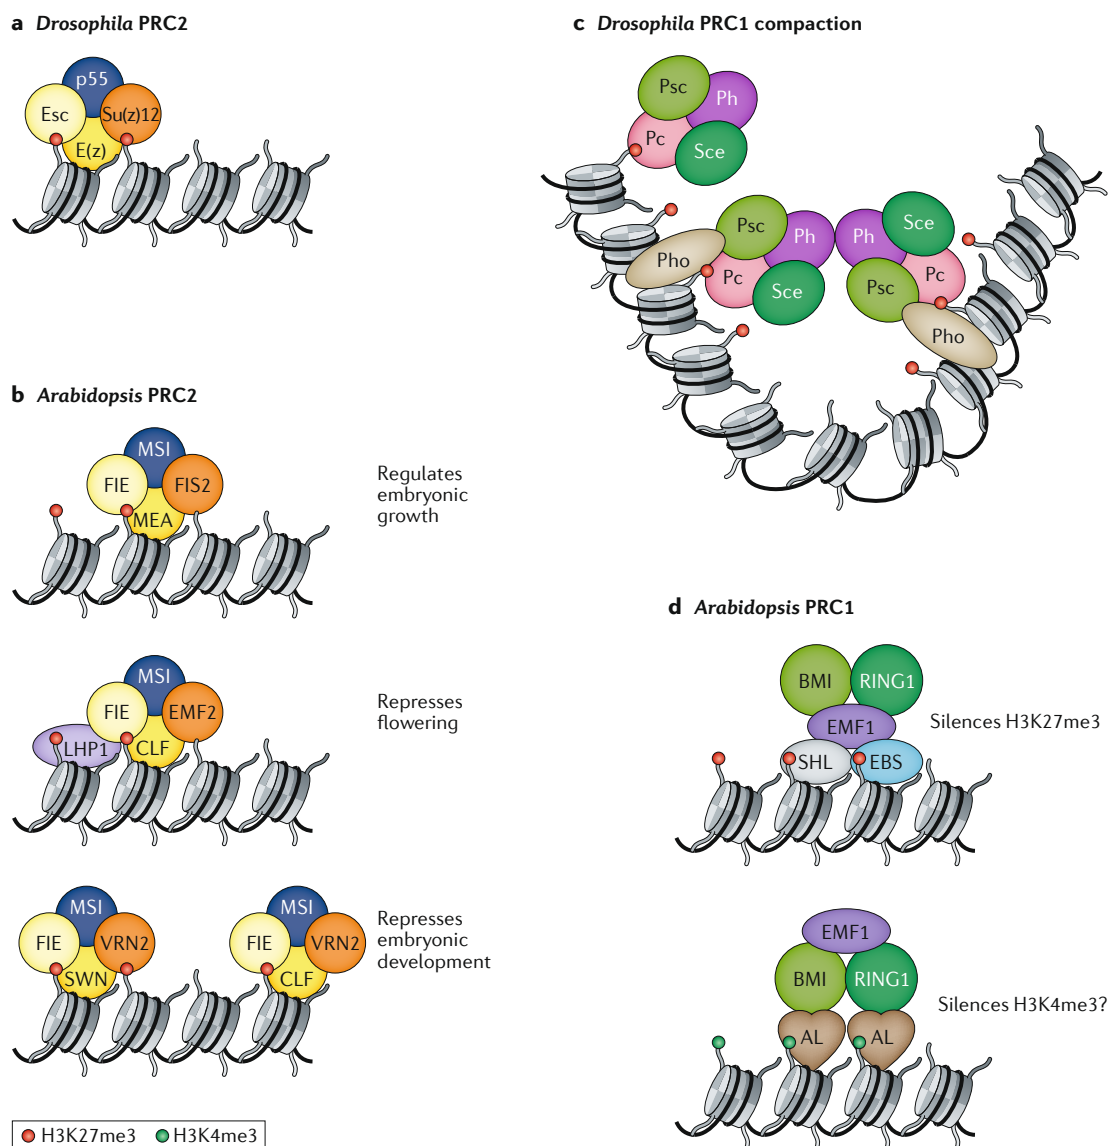 a Drosophila PRC2
p55
Esc
Su(z)12
E(z)
b Arabidopsis PRC2
MSI
FIE
FIS2
MEA
Regulates
embryonic
growth
MSI
FIE
EMF2
LHP1
CLF
Represses
flowering
MSI
FIE
VRN2
SWN
MSI
FIE
VRN2
CLF
Represses
embryonic
development
H3K27me3
H3K4me3
c Drosophila PRC1 compaction
Psc
Ph
Pc
Sce
Psc
Ph
Pho
Pc
Sce
Ph
Sce
Psc
Pc
Pho
d Arabidopsis PRC1
BMI
RING1
EMF1
SHL
EBS
Silences H3K27me3
EMF1
BMI
RING1
AL
AL
Silences H3K4me3?